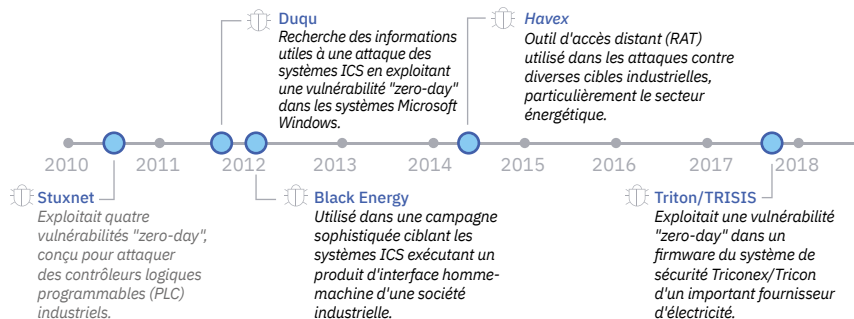 Duqu
Recherche des informations
utiles à une attaque des
systèmes ICS en exploitant
une vulnérabilité "zero-day"
dans les systèmes Microsoft
Windows.
Havex
Outil d'accès distant (RAT)
utilisé dans les attaques contre
diverses cibles industrielles,
particulièrement le secteur
énergétique.
2010 2011 2012 2013 2014 2015 2016 2017 2018
Stuxnet
Exploitait quatre
vulnérabilités "zero-day",
conçu pour attaquer
des contrôleurs logiques
programmables (PLC)
industriels.
Black Energy
Utilisé dans une campagne
sophistiquée ciblant les
systèmes ICS exécutant un
produit d'interface homme-
machine d'une société
industrielle.
Triton/TRISIS
Exploitait une vulnérabilité
"zero-day" dans un
firmware du système de
sécurité Triconex/Tricon
d'un important fournisseur
d'électricité.